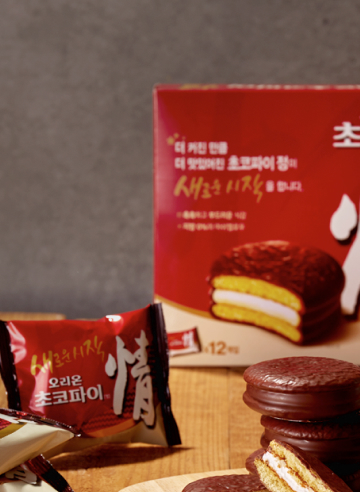 더 커진 만큼
더 맛있어진 초코파이 정의
새로운 시작을 합니다.
초
x 12개입
새로운 시작
오리온
초코파이
情